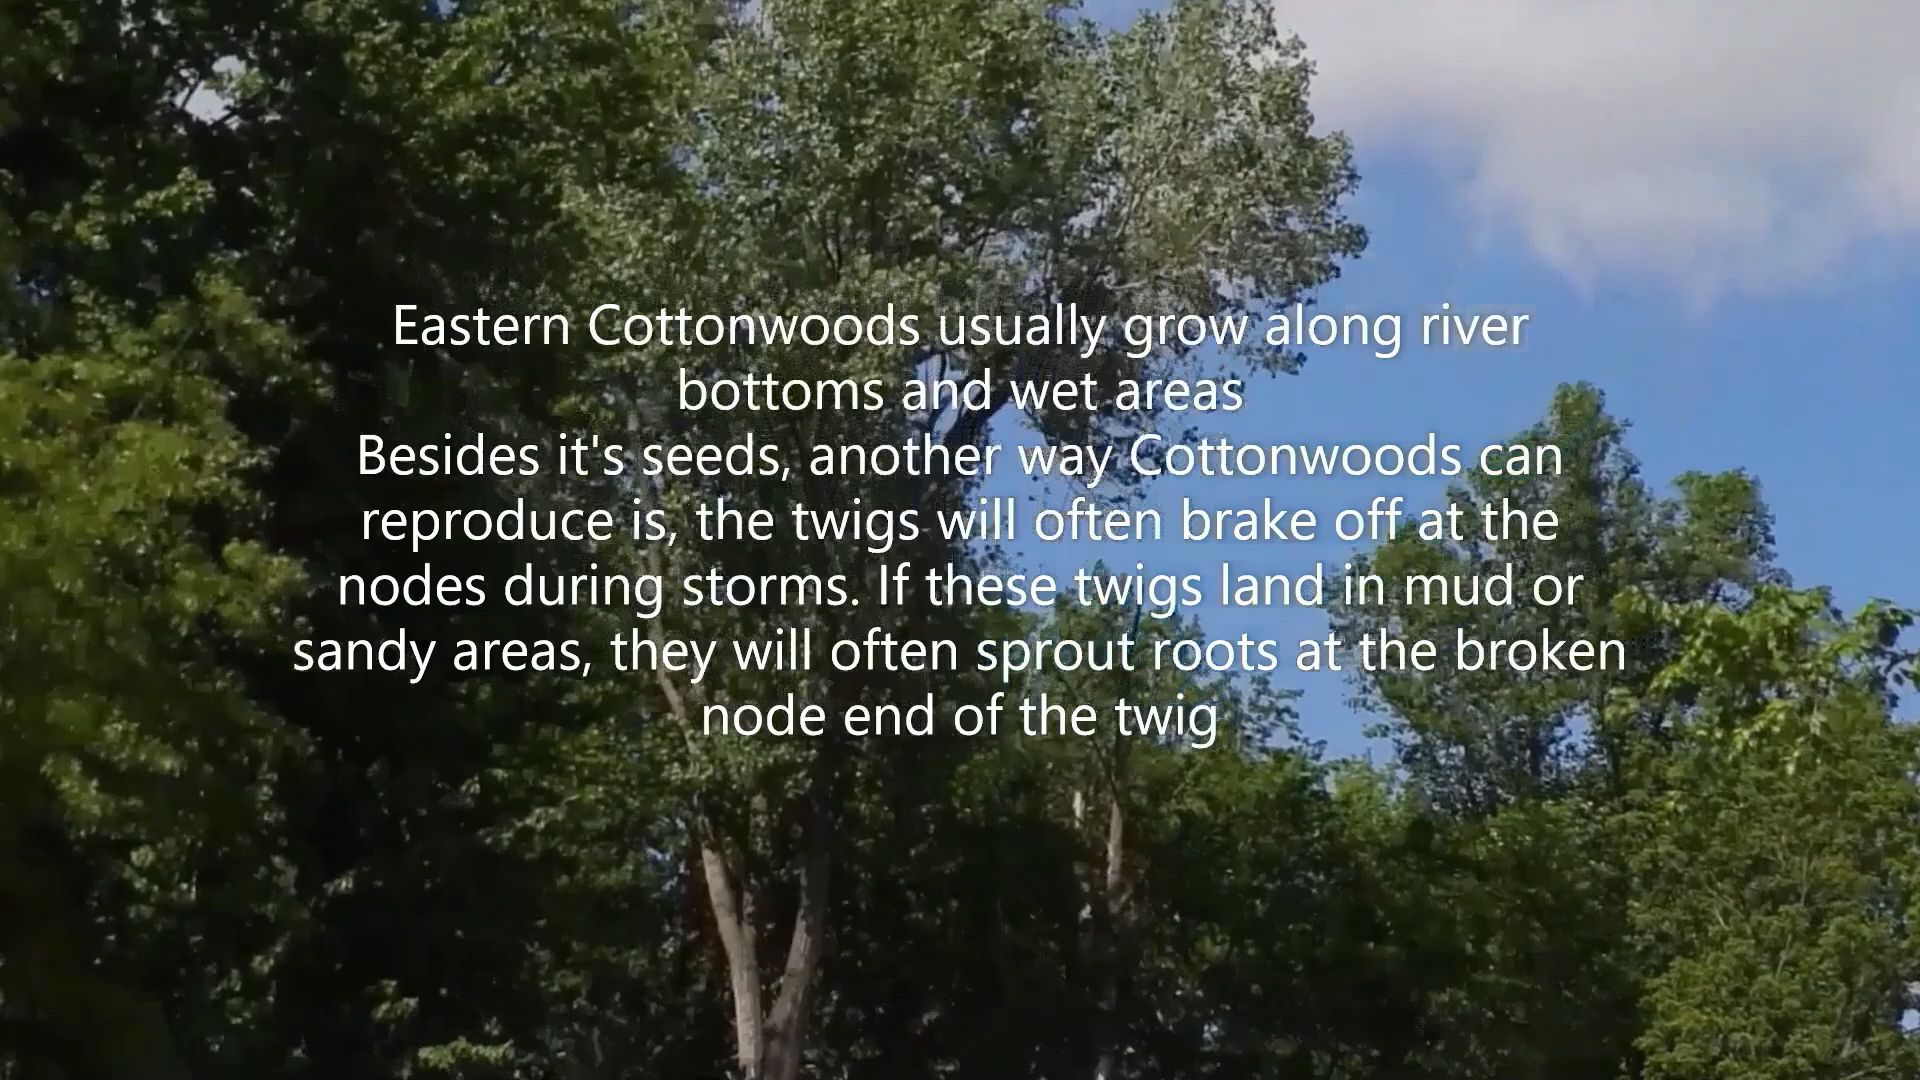 Eastern Cottonwoods usually grow along river
bottoms and wet areas
Besides it's seeds, another way Cottonwoods can
reproduce is, the twigs will often brake off at the
nodes during storms. If these twigs land in mud or
sandy areas, they will often sprout roots at the broken
node end of the twig